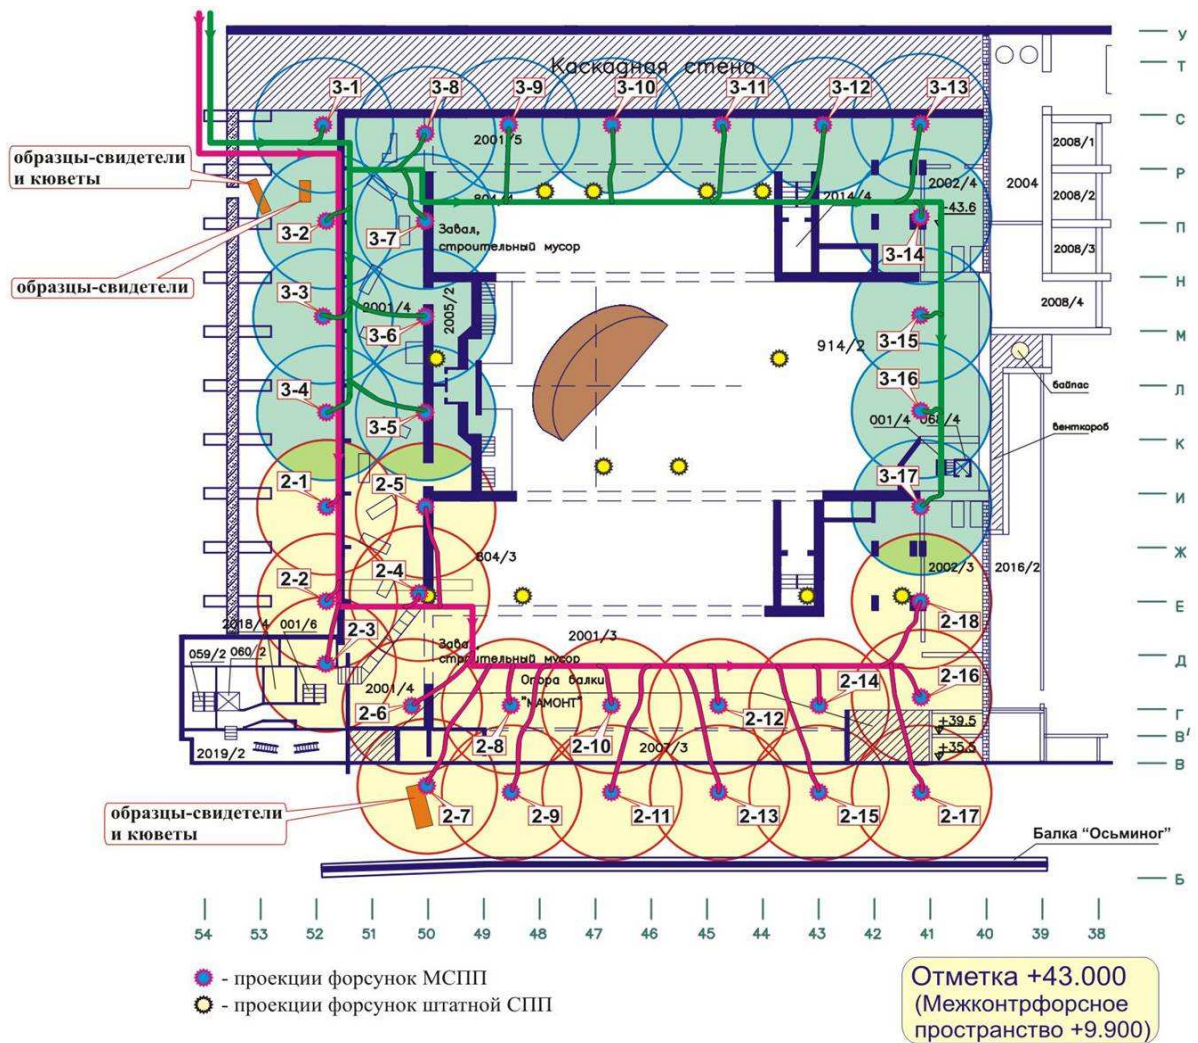 У
Т
Каскадная стена
3-1
3-8
3-9
3-10
3-11
3-12
3-13
С
2001/5
2008/1
образцы-свидетели
и кюветы
Р
804/4
2014/4
2002/4
2004
2008/2
-43.6
3-2
3-7
Завал,
строительный мусор
3-14
П
2008/3
образцы-свидетели
3-3
2001/4
2005/2
Н
2008/4
3-6
914/2
3-15
М
3-4
3-16
Л
байпас
3-5
001/4
068/4
К
венткороб
2-1
2-5
3-17
И
804/3
Ж
2-2
2-4
2002/3
2016/2
Е
2018/4
001/6
2-3
2001/3
2-18
059/2
060/2
строительный мусор
Д
Опора балки
2001/4
"МАМОНТ"
2-6
2-8
2-10
2-12
2-14
2-16
Г
+39.5
В'
2019/2
2007/3
+35.5
В
образцы-свидетели
и кюветы
2-7
2-9
2-11
2-13
2-15
2-17
Балка “Осьминог”
Б
54
53
52
51
50
49
48
47
46
45
44
43
42
41
40
39
38
- проекции форсунок МСПП
- проекции форсунок штатной СПП
Отметка +43.000
(Межконтрфорсное
пространство +9.900)